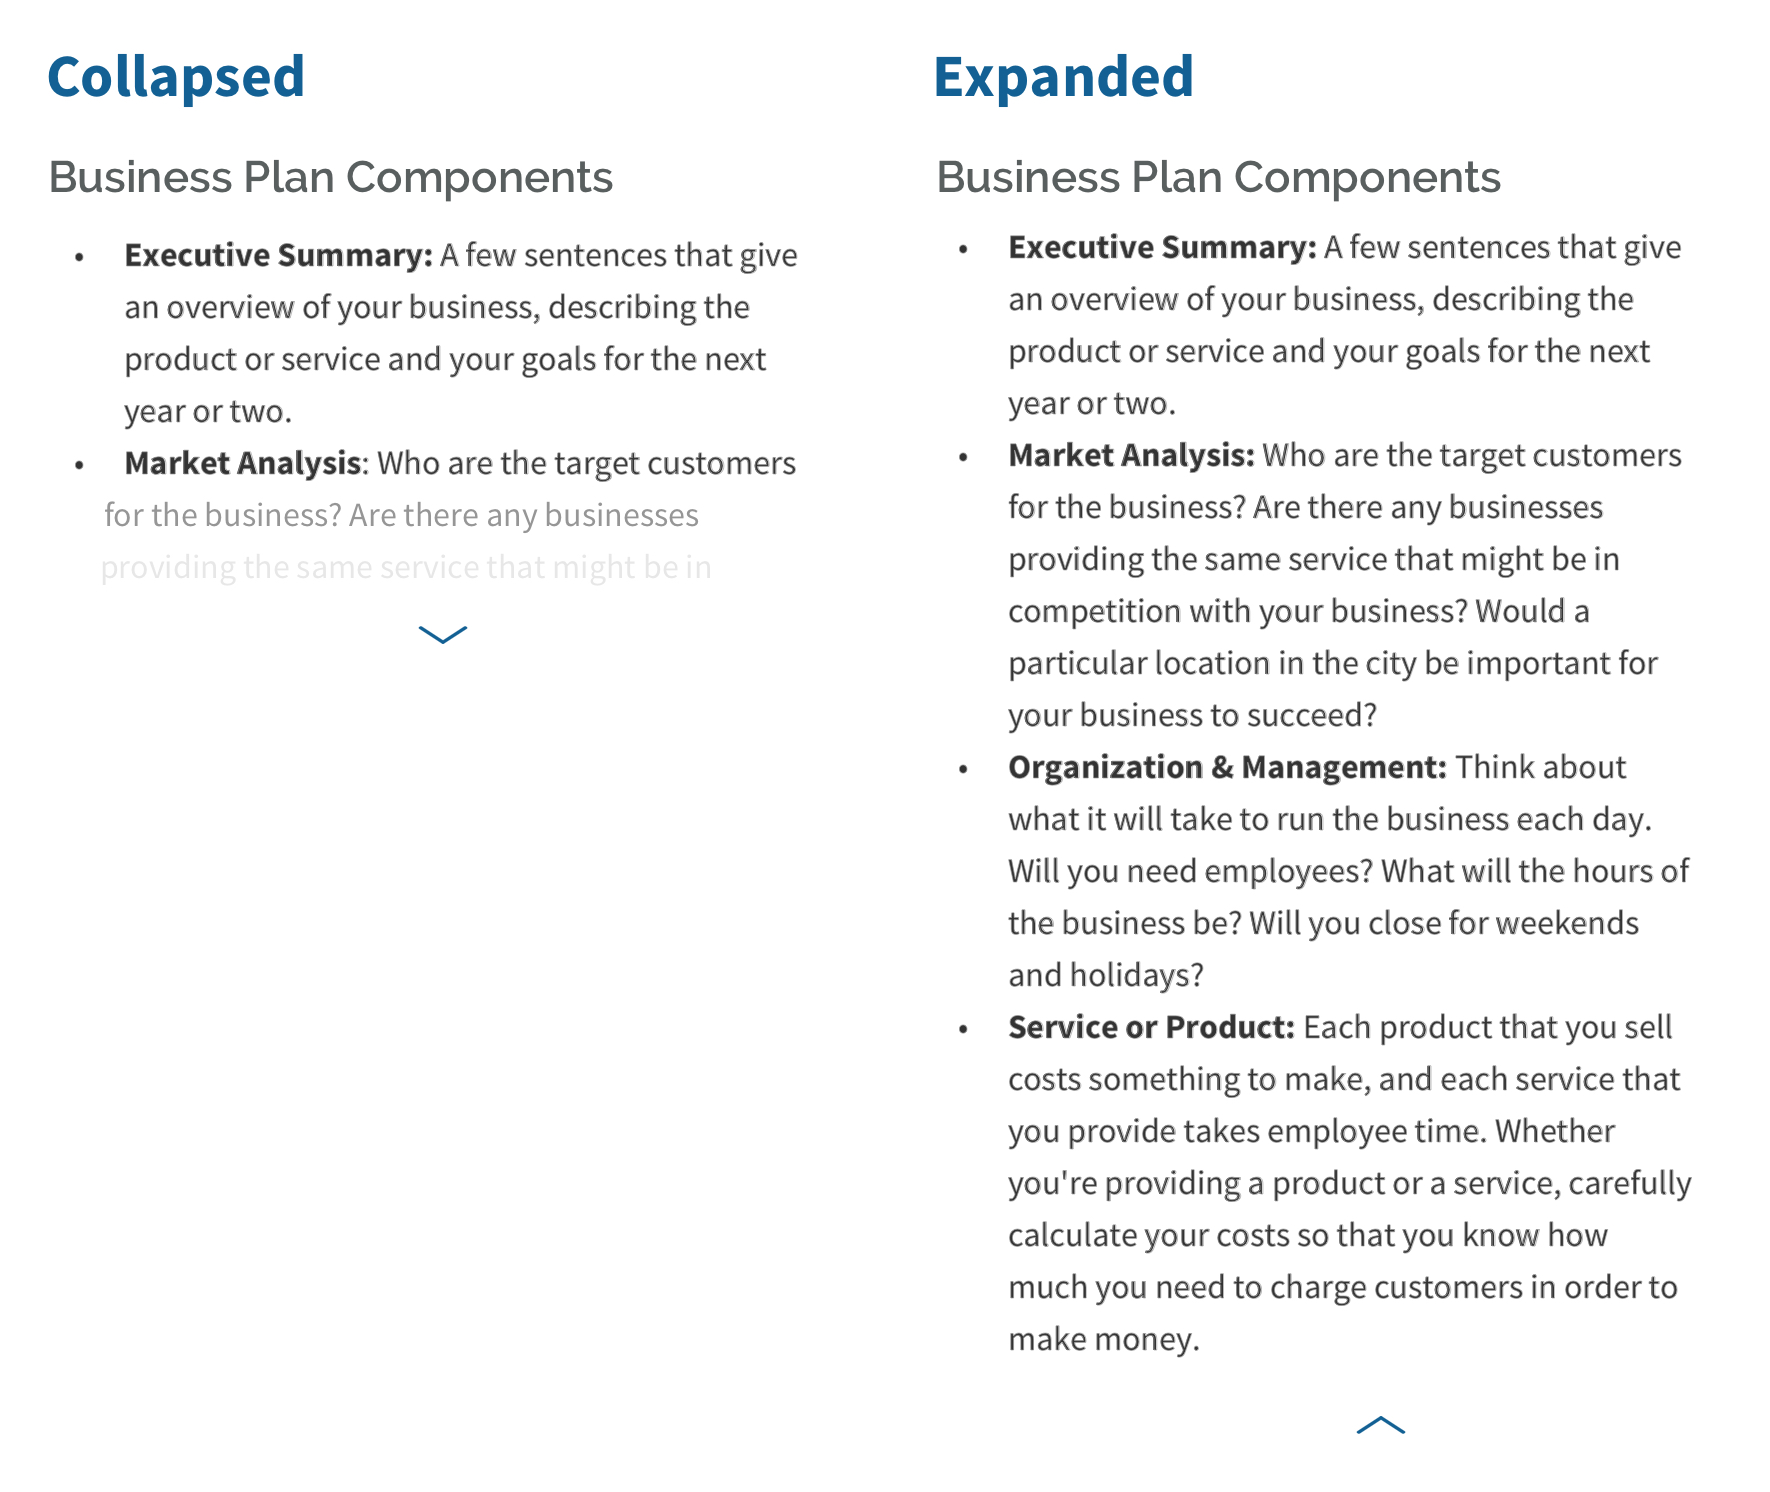 Collapsed
Business Plan Components
• Executive Summary: A few sentences that give
an overview of your business, describing the
product or service and your goals for the next
year or two.
• Market Analysis: Who are the target customers
for the business? Are there any businesses
providing the same service that might be in
Expanded
Business Plan Components
• Executive Summary: A few sentences that give
an overview of your business, describing the
product or service and your goals for the next
year or two.
• Market Analysis: Who are the target customers
for the business? Are there any businesses
providing the same service that might be in
competition with your business? Would a
particular location in the city be important for
your business to succeed?
• Organization & Management: Think about
what it will take to run the business each day.
Will you need employees? What will the hours of
the business be? Will you close for weekends
and holidays?
• Service or Product: Each product that you sell
costs something to make, and each service that
you provide takes employee time. Whether
you're providing a product or a service, carefully
calculate your costs so that you know how
much you need to charge customers in order to
make money.